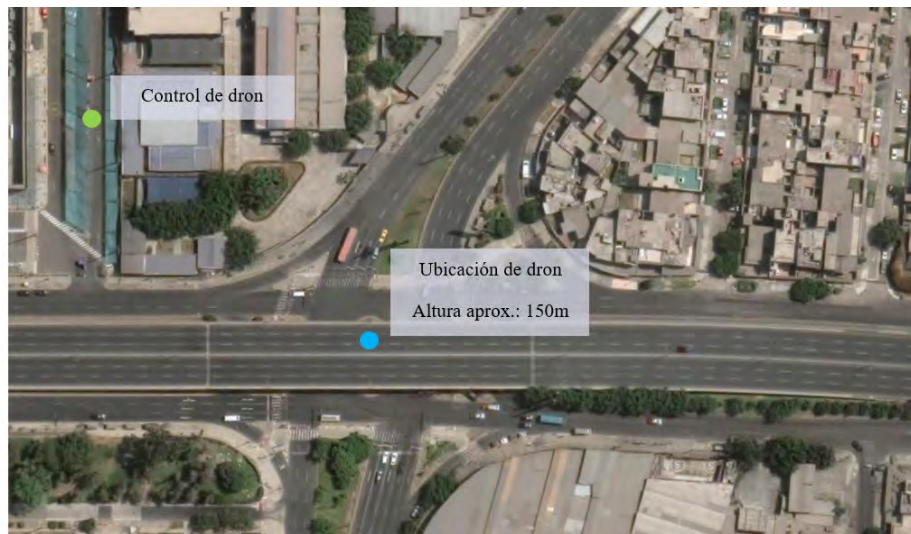 Control de dron
Ubicación de dron
Altura aprox.: 150m